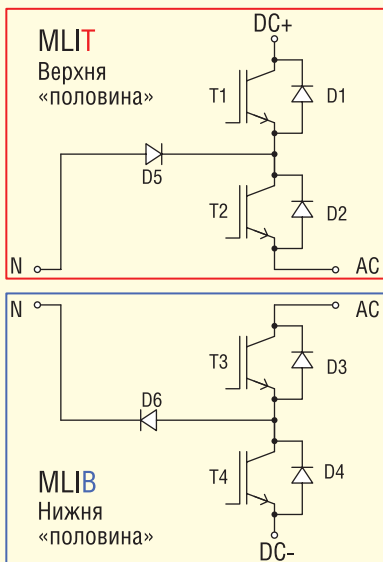 DC+
MLIT
Верхня
«половина»
T1
D1
D5
T2
D2
N
AC
N
AC
T3
D3
D6
T4
D4
MLIB
Нижня
«половина»
DC-